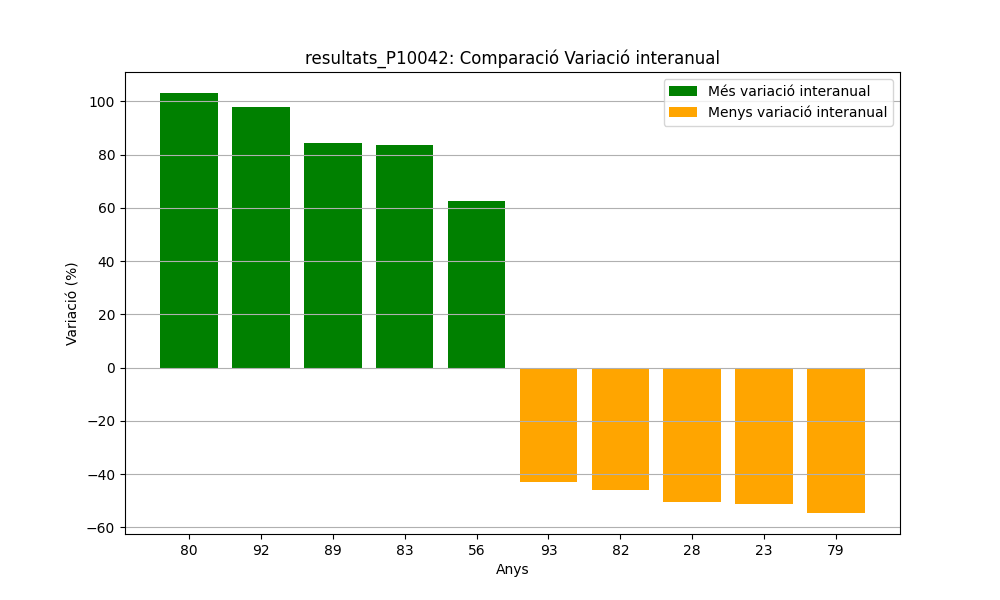 resultats_P10042: Comparació Variació interanual
Més variació interanual
Menys variació interanual
Variació (%)
100
80
60
40
20
0
−20
−40
−60
80 92 89 83 56 93 82 28 23 79
Anys